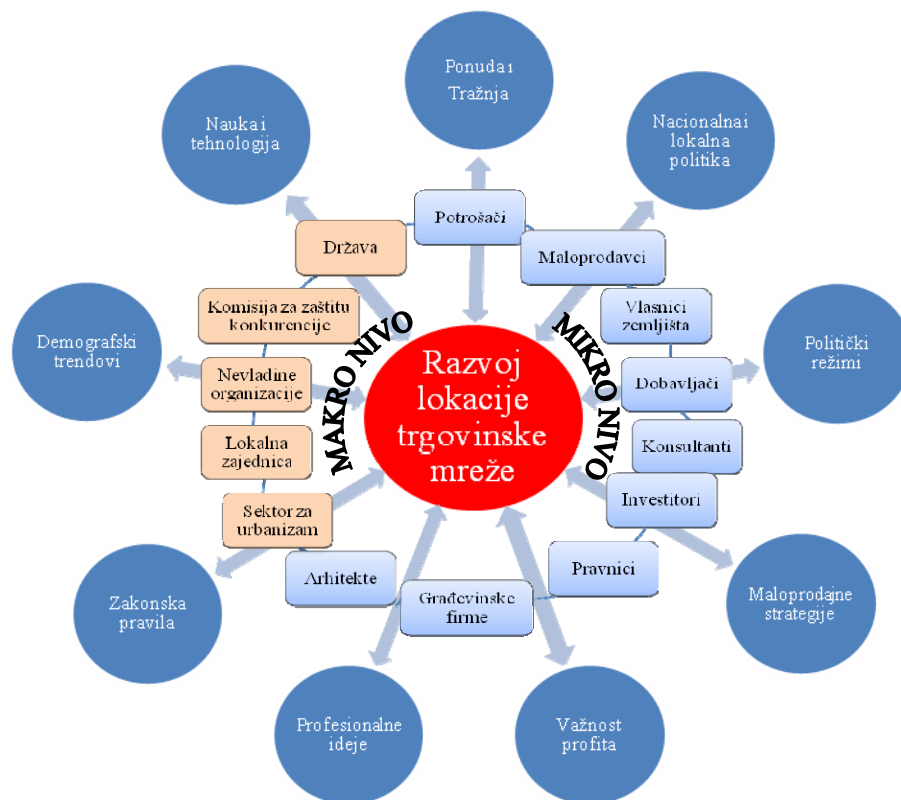 Ponuda i
Tražnja
Nauka i
tehnologija
Nacionalna i
lokalna
politika
Potrošači
Država
Maloprodavci
Komisija za zaštitu
konkurencije
Vlasnici
zemljišta
MAKRO NIVO
MIKRO NIVO
Demografski
trendovi
Nevladine
organizacije
Razvoj
lokacije
trgovinske
mreže
Dobavljači
Politički
režimi
Lokalna
zajednica
Konsultanti
Sektor za
urbanizam
Investitori
Arhitekte
Građevinske
firme
Pravnici
Zakonska
pravila
Maloprodajne
strategije
Profesionalne
ideje
Važnost
profita